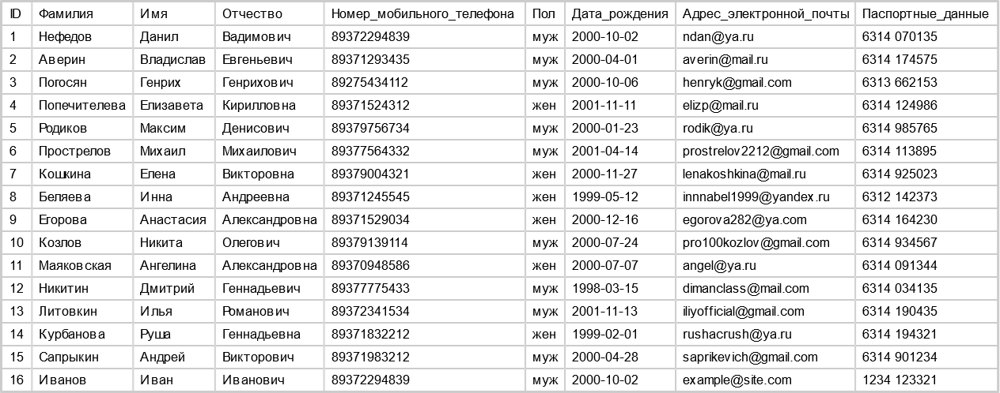 ID Фамилия Имя Отчество Номер_мобильного_телефона Пол Дата_рождения Адрес_электронной_почты Паспортные_данные
1 Нефедов Данил Вадимович 89372294839 муж 2000-10-02 ndan@ya.ru 6314 070135
2 Аверин Владислав Евгеньевич 89371293435 муж 2000-04-01 averin@mail.ru 6314 174575
3 Погосян Генрих Генрихович 89275434112 муж 2000-10-06 henryk@gmail.com 6313 662153
4 Попечителева Елизавета Кирилловна 89371524312 жен 2001-11-11 elizp@mail.ru 6314 124986
5 Родиков Максим Денисович 89379756734 муж 2000-01-23 rodik@ya.ru 6314 985765
6 Прострелов Михаил Михаилович 89377564332 муж 2001-04-14 prostrelov2212@gmail.com 6314 113895
7 Кошкина Елена Викторовна 89379004321 жен 2000-11-27 lenakoshkina@mail.ru 6314 925023
8 Беляева Инна Андреевна 89371245545 жен 1999-05-12 innnabel1999@yandex.ru 6312 142373
9 Егорова Анастасия Александровна 89371529034 жен 2000-12-16 egorova282@ya.com 6314 164230
10 Козлов Никита Олегович 89379139114 муж 2000-07-24 pro100kozlov@gmail.com 6314 934567
11 Маяковская Ангелина Александровна 89370948586 жен 2000-07-07 angel@ya.ru 6314 091344
12 Никитин Дмитрий Геннадьевич 89377775433 муж 1998-03-15 dimanclass@mail.com 6314 034135
13 Литовкин Илья Романович 89372341534 муж 2001-11-13 iliyofficial@gmail.com 6314 190435
14 Курбанова Руша Геннадьевна 89371832212 жен 1999-02-01 rushacrush@ya.ru 6314 194321
15 Сапрыкин Андрей Викторович 89371983212 муж 2000-04-28 saprikevich@gmail.com 6314 901234
16 Иванов Иван Иванович 89372294839 муж 2000-10-02 example@site.com 1234 123321